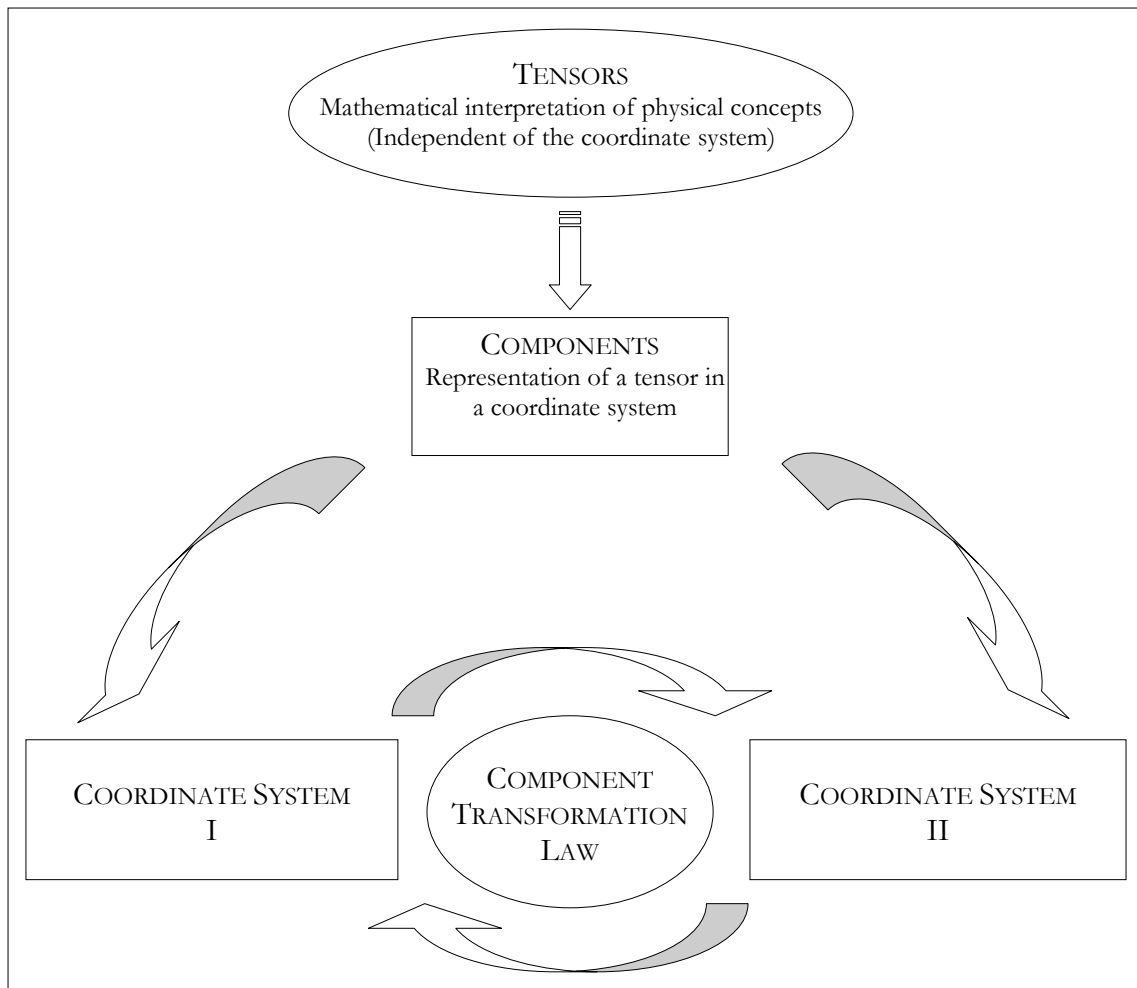 TENSORS
Mathematical interpretation of physical concepts
(Independent of the coordinate system)
COMPONENTS
Representation of a tensor in
a coordinate system
COORDINATE SYSTEM
I
COMPONENT
TRANSFORMATION
LAW
COORDINATE SYSTEM
II